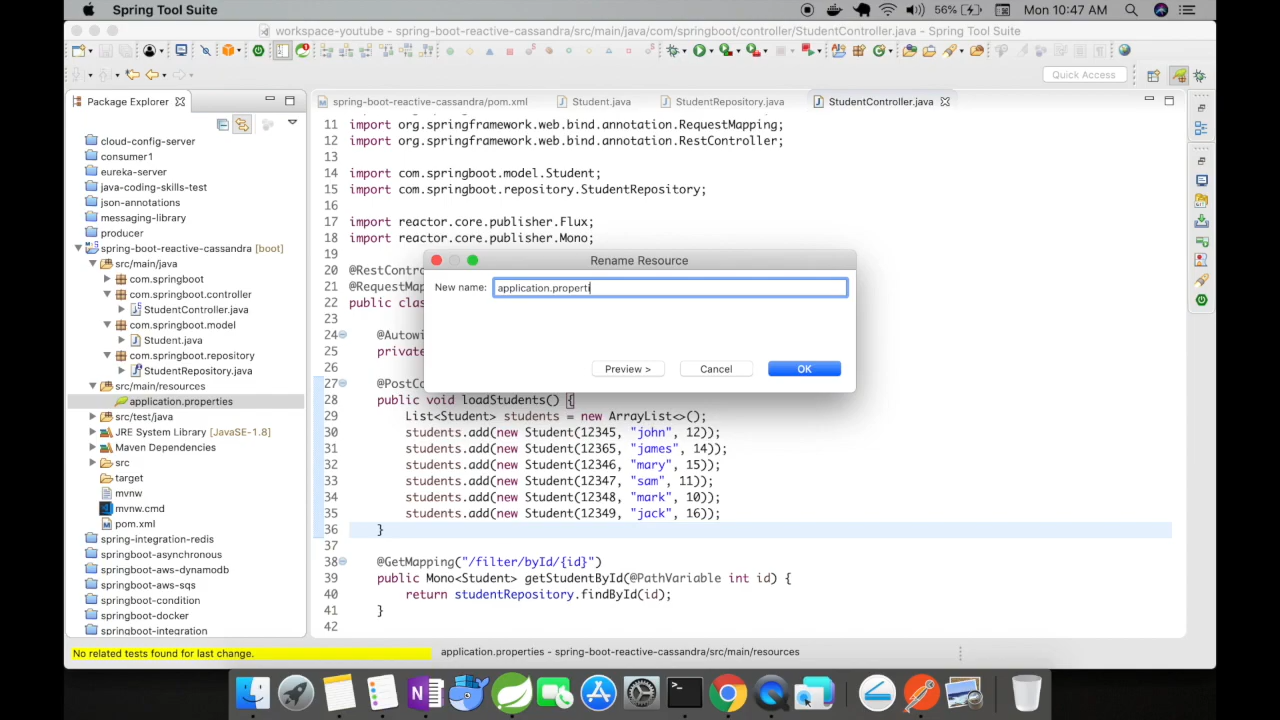 Spring Tool Suite
56%
Mon 10:47 AM
workspace-youtube - spring-boot-reactive-cassandra/src/main/java/com/springboot/controller/StudentController.java - Spring Tool Suite
Quick Access
Package Explorer
cloud-config-server
consumer1
eureka-server
java-coding-skills-test
json-annotations
messaging-library
producer
spring-boot-reactive-cassandra [boot]
src/main/java
com.springboot
com.springboot.controller
StudentController.java
com.springboot.model
Student.java
com.springboot.repository
StudentRepository.java
src/main/resources
application.properties
src/test/java
JRE System Library [JavaSE-1.8]
Maven Dependencies
src
target
mvnw
mvnw.cmd
pom.xml
spring-integration-redis
springboot-asynchronous
springboot-aws-dynamodb
springboot-aws-sqs
springboot-condition
springboot-docker
springboot-integration
spring-boot-reactive-cassandra/pom.xml
Student.java
StudentRepository.java
StudentController.java
11 import org.springframework.web.bind.annotation.RequestMapping;
12 import org.springframework.web.bind.annotation.RestController;
13
14 import com.springboot.model.Student;
15 import com.springboot.repository.StudentRepository;
16
17 import reactor.core.publisher.Flux;
18 import reactor.core.publisher.Mono;
19
20 @RestContro
21 @RequestMap
22 public clas
23
24 @Autowi
25 private
26
27 @PostCo
28 public void loadStudents() {
29 List<Student> students = new ArrayList<>();
30 students.add(new Student(12345, "john", 12));
31 students.add(new Student(12365, "james", 14));
32 students.add(new Student(12346, "mary", 15));
33 students.add(new Student(12347, "sam", 11));
34 students.add(new Student(12348, "mark", 10));
35 students.add(new Student(12349, "jack", 16));
36 }
37
38 @GetMapping("/filter/byId/{id}")
39 public Mono<Student> getStudentById(@PathVariable int id) {
40 return studentRepository.findById(id);
41 }
42
Rename Resource
New name: application.properti
Preview >
Cancel
OK
No related tests found for last change.
application.properties - spring-boot-reactive-cassandra/src/main/resources